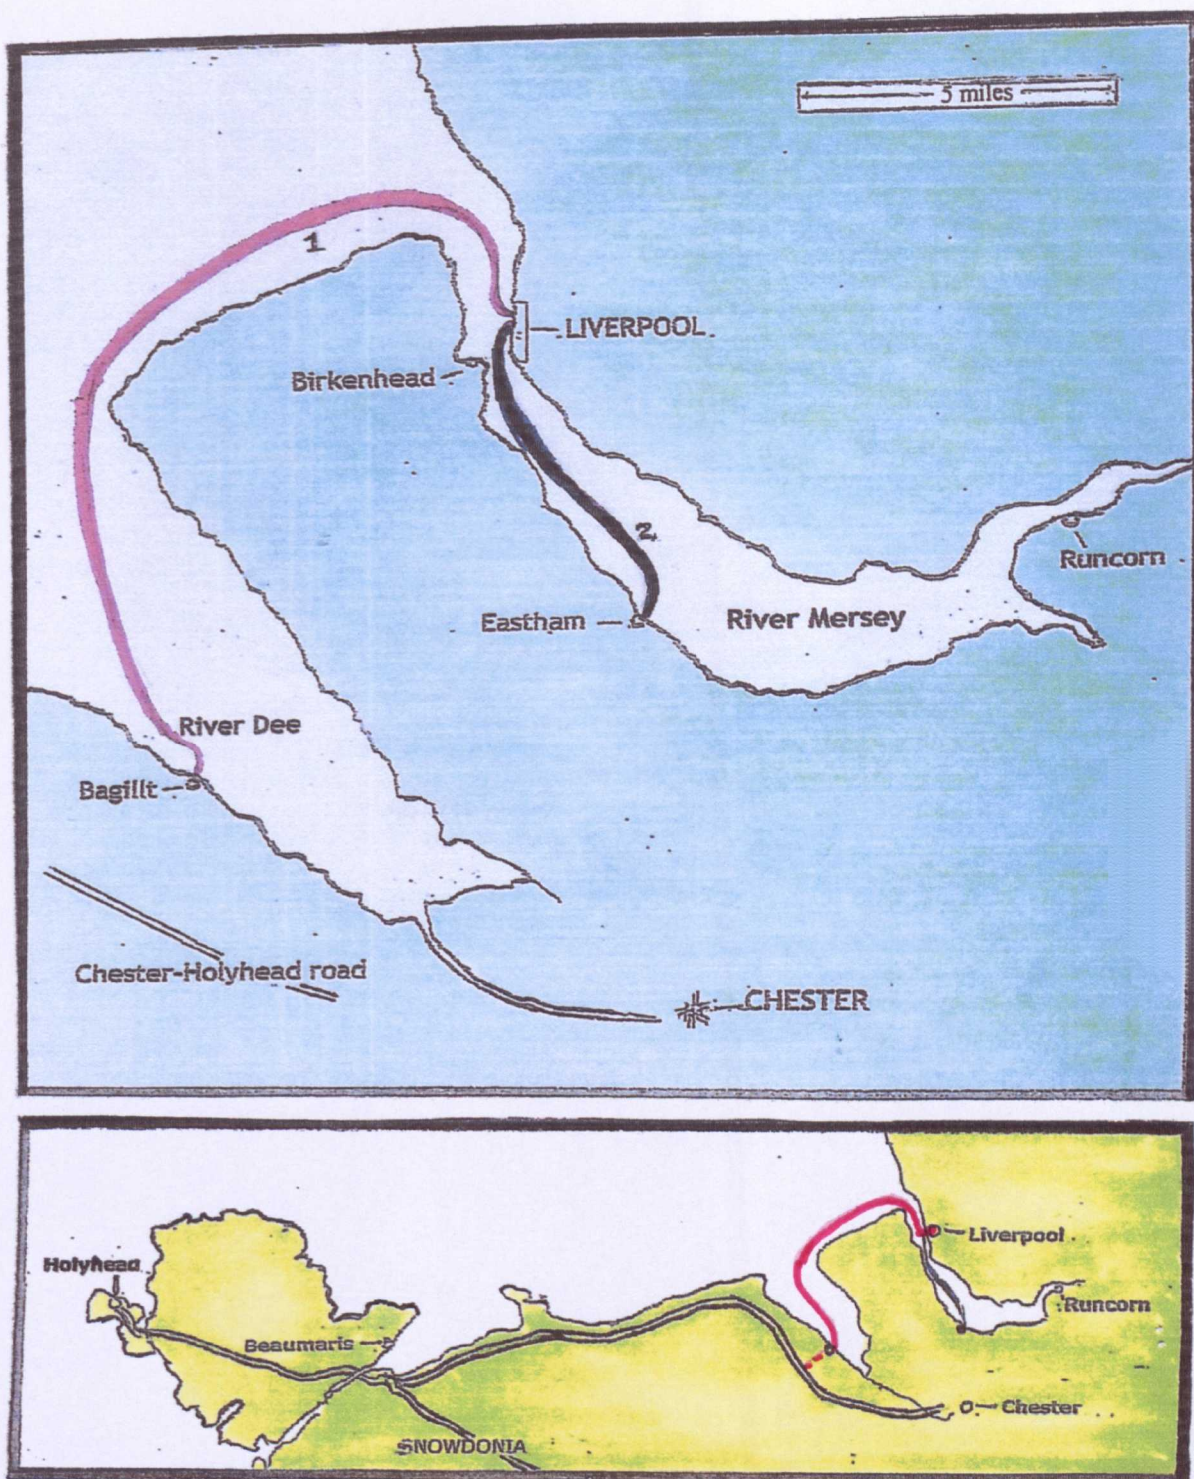 5 miles
1
LIVERPOOL
Birkenhead
2
Runcorn
Eastham
River Mersey
River Dee
Bagillt
Chester-Holyhead road
CHESTER
Liverpool
Holyhead
Runcorn
Beaumaris
Chester
SNOWDONIA